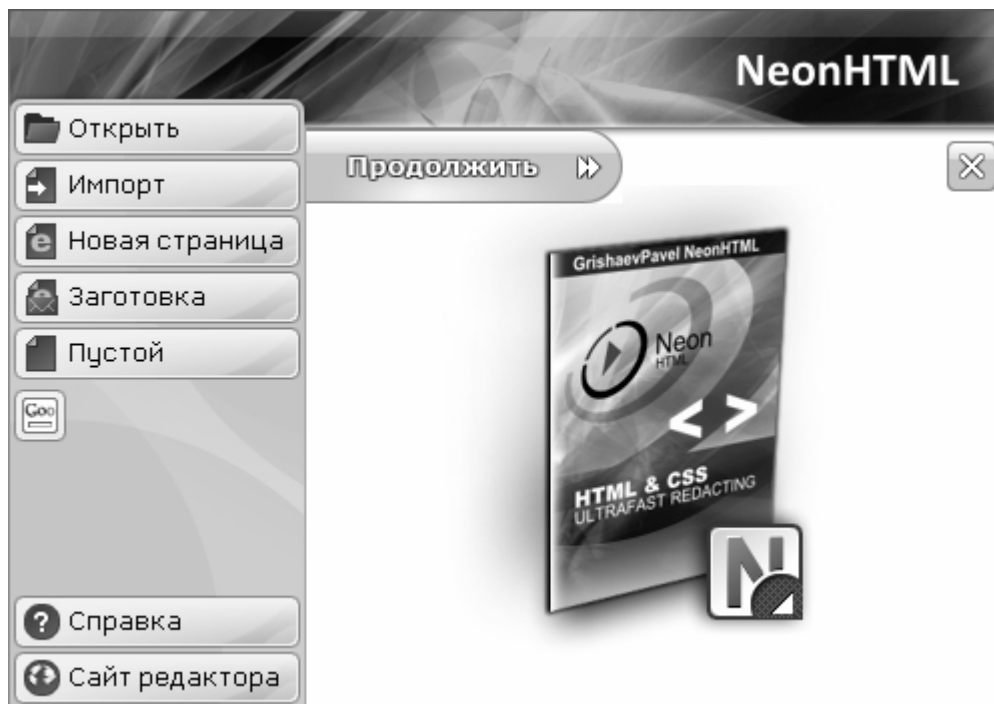 NeonHTML
Открыть
Импорт
Новая страница
Заготовка
Пустой
Goo
Справка
Сайт редактора
Продолжить
GrishaevPavel NeonHTML
Neon
HTML
< >
HTML & CSS
ULTRAFAST REDACTING
N